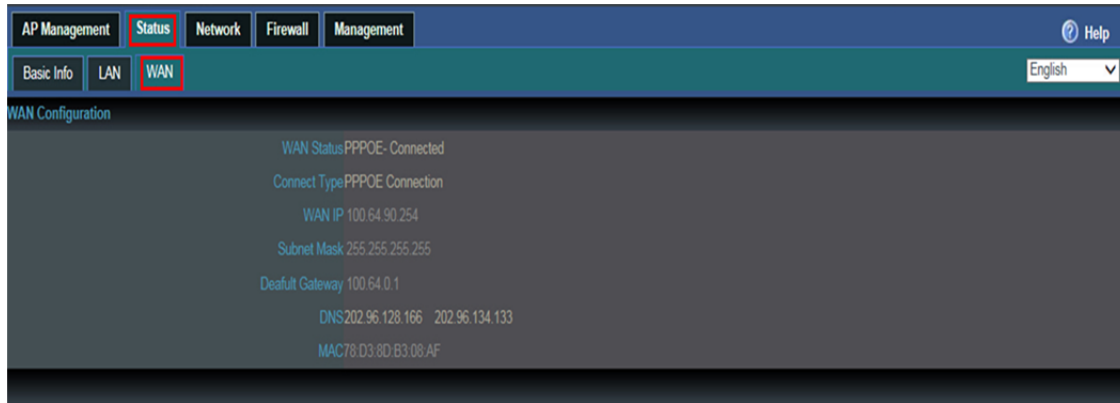 AP Management Status Network Firewall Management Help
Basic Info LAN WAN English
WAN Configuration
WAN Status PPPOE- Connected
Connect Type PPPOE Connection
WAN IP 100.64.90.254
Subnet Mask 255.255.255.255
Deafult Gateway 100.64.0.1
DNS 202.96.128.166 202.96.134.133
MAC 78:D3:8D:B3:08:AF